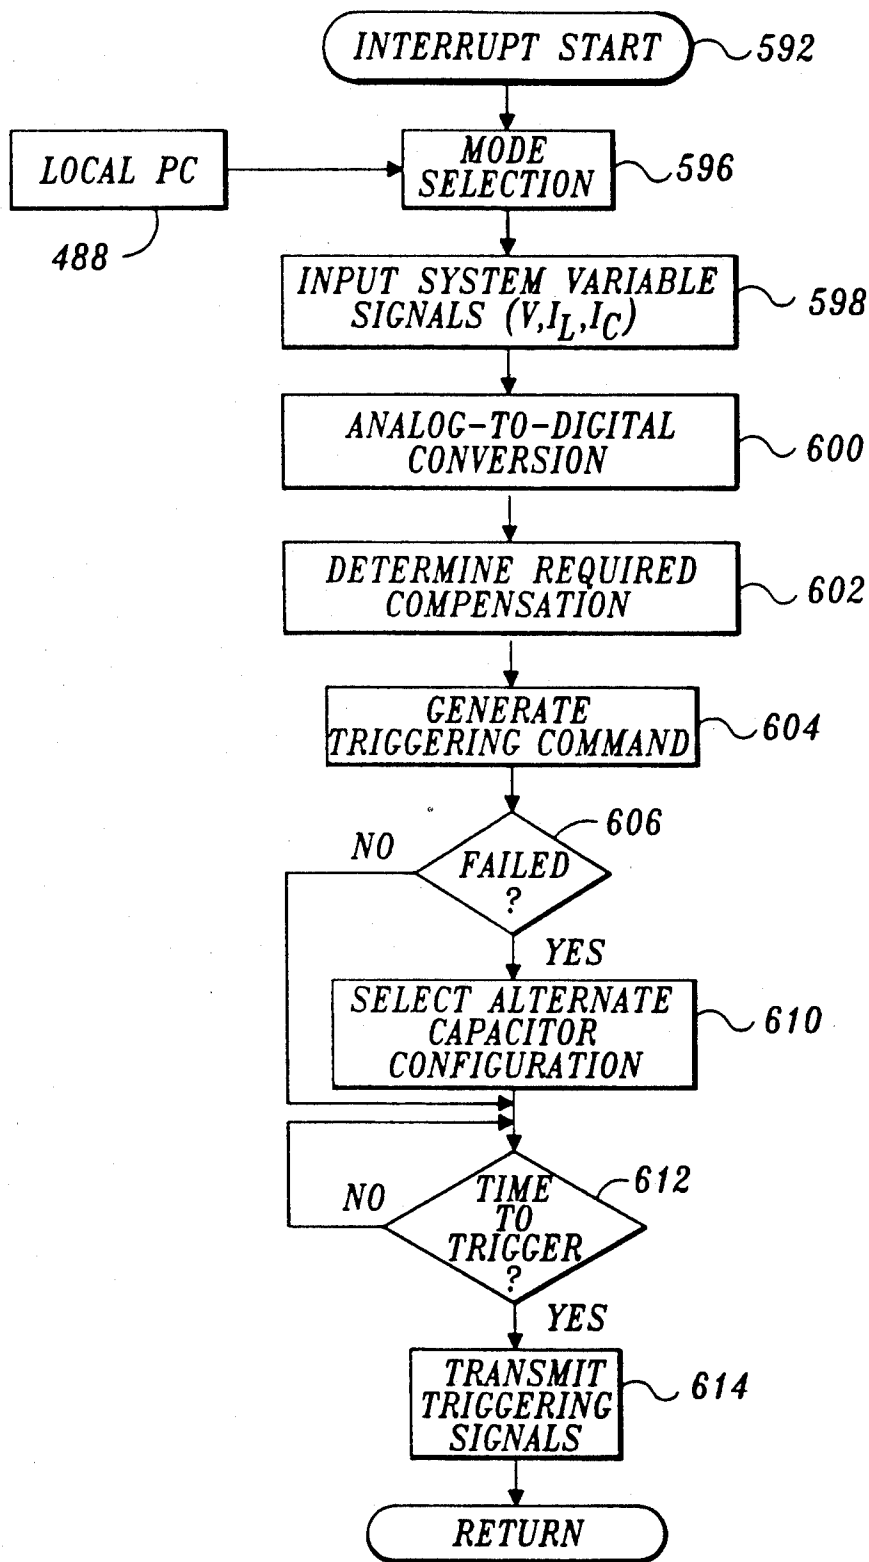 INTERRUPT START
592
LOCAL PC
488
MODE
SELECTION
596
INPUT SYSTEM VARIABLE
SIGNALS (V,I_L,I_C)
598
ANALOG-TO-DIGITAL
CONVERSION
600
DETERMINE REQUIRED
COMPENSATION
602
GENERATE
TRIGGERING COMMAND
604
606
NO
FAILED
?
YES
SELECT ALTERNATE
CAPACITOR
CONFIGURATION
610
612
NO
TIME
TO
TRIGGER
?
YES
TRANSMIT
TRIGGERING
SIGNALS
614
RETURN